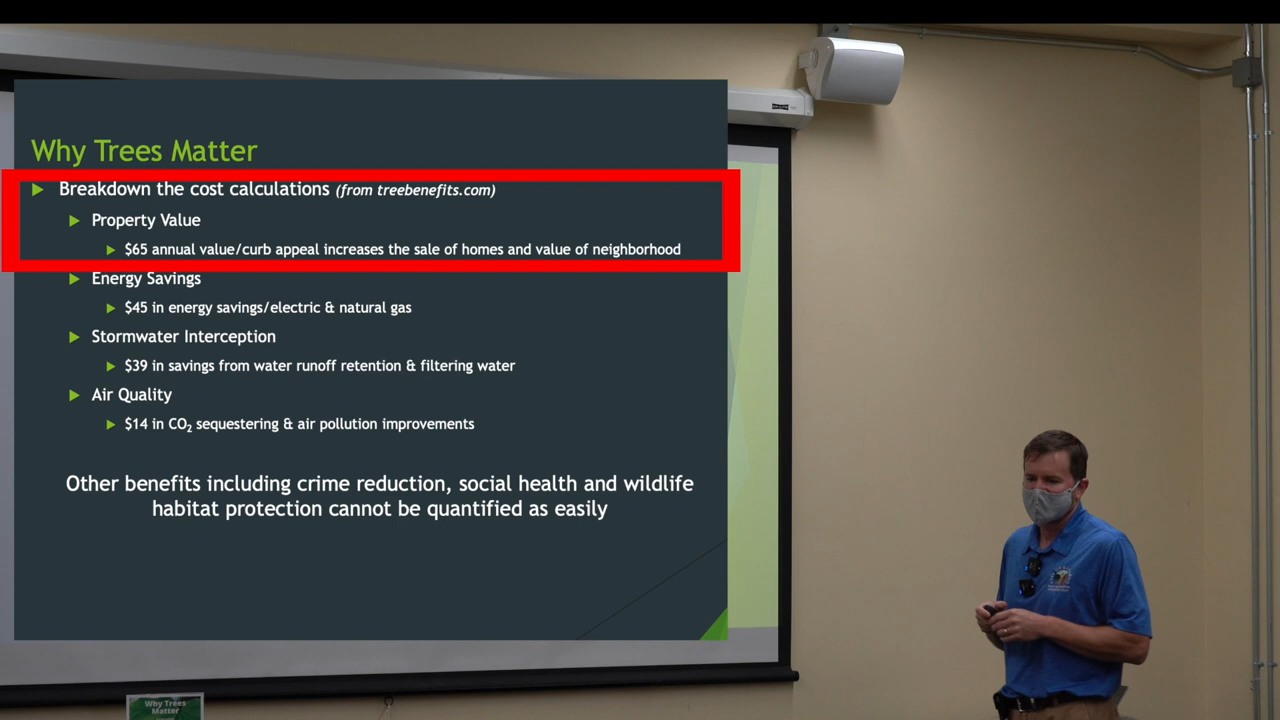 Why Trees Matter
Breakdown the cost calculations (from treebenefits.com)
Property Value
$65 annual value/curb appeal increases the sale of homes and value of neighborhood
Energy Savings
$45 in energy savings/electric & natural gas
Stormwater Interception
$39 in savings from water runoff retention & filtering water
Air Quality
$14 in CO₂ sequestering & air pollution improvements
Other benefits including crime reduction, social health and wildlife
habitat protection cannot be quantified as easily
Why Trees
Matter